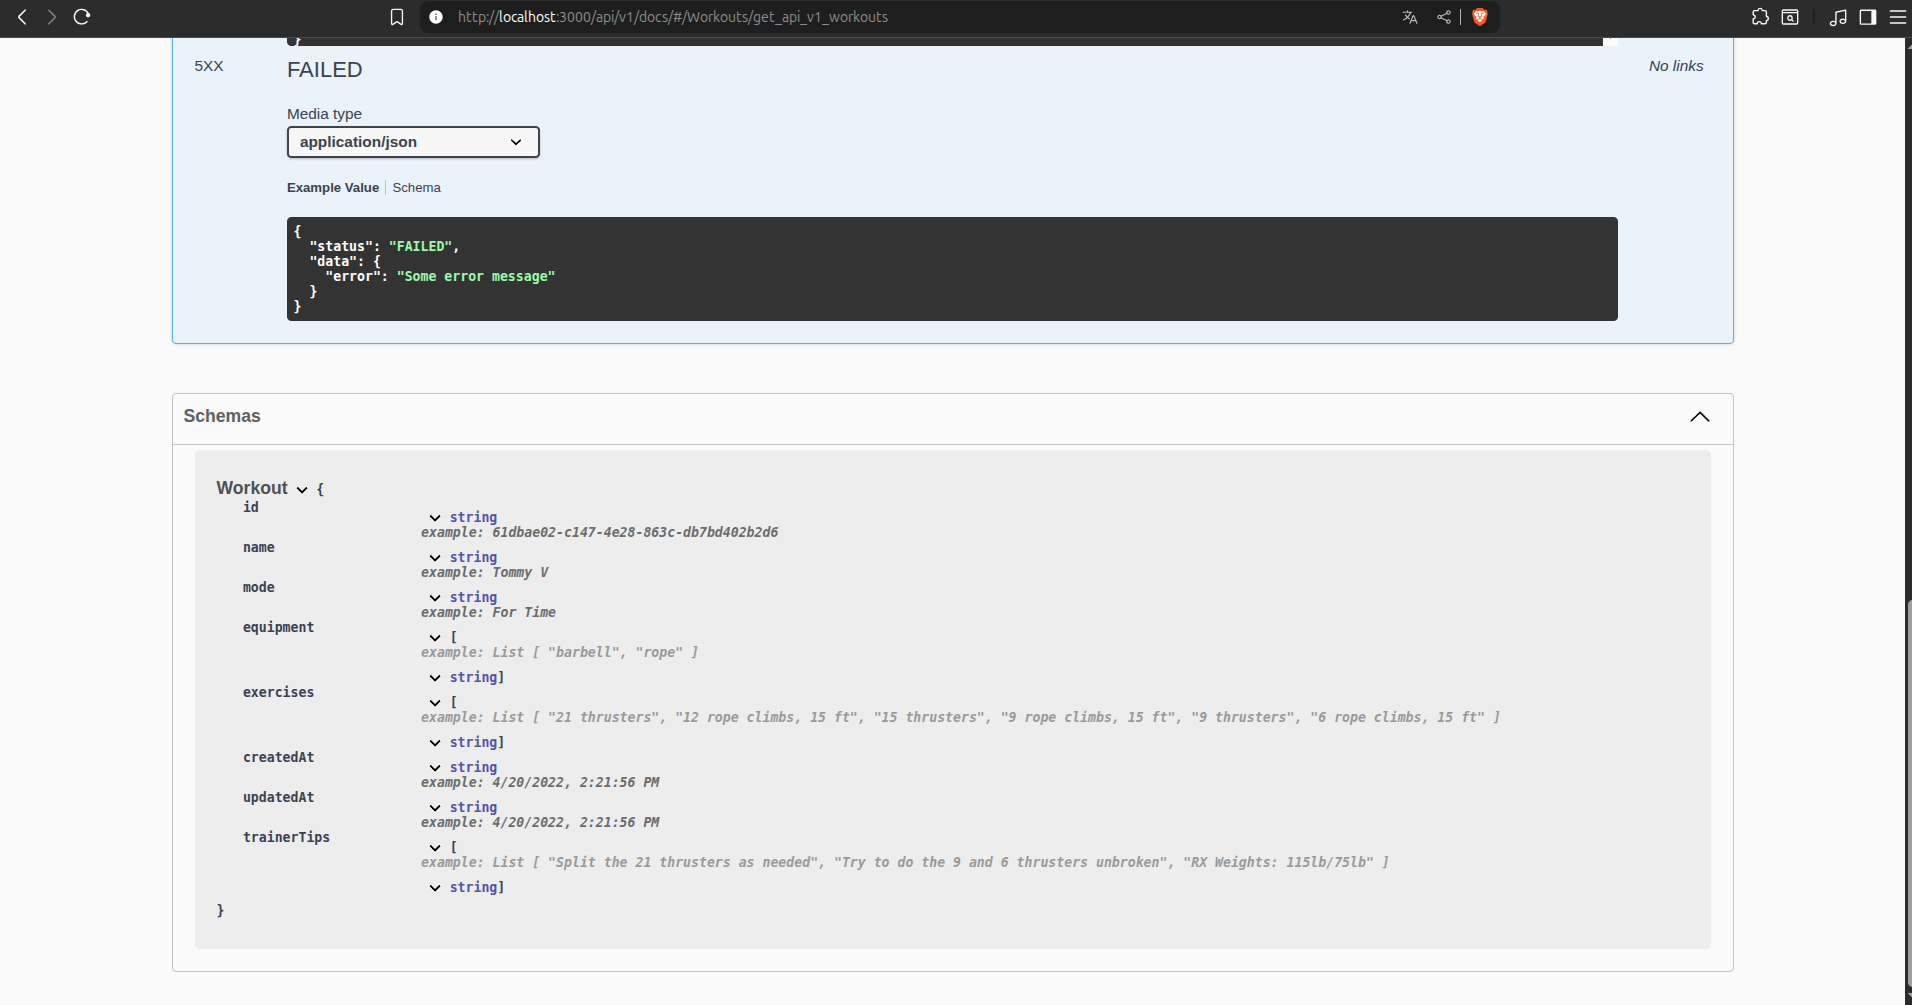 http://localhost:3000/api/v1/docs/#/Workouts/get_api_v1_workouts
}
5XX
FAILED
No links
Media type
application/json
Example Value
Schema
{
"status": "FAILED",
"data": {
"error": "Some error message"
}
}
Schemas
Workout {
id
string
example: 61dbae02-c147-4e28-863c-db7bd402b2d6
name
string
example: Tommy V
mode
string
example: For Time
equipment
[
example: List [ "barbell", "rope" ]
string]
exercises
[
example: List [ "21 thrusters", "12 rope climbs, 15 ft", "15 thrusters", "9 rope climbs, 15 ft", "9 thrusters", "6 rope climbs, 15 ft" ]
string]
createdAt
string
example: 4/20/2022, 2:21:56 PM
updatedAt
string
example: 4/20/2022, 2:21:56 PM
trainerTips
[
example: List [ "Split the 21 thrusters as needed", "Try to do the 9 and 6 thrusters unbroken", "RX Weights: 115lb/75lb" ]
string]
}